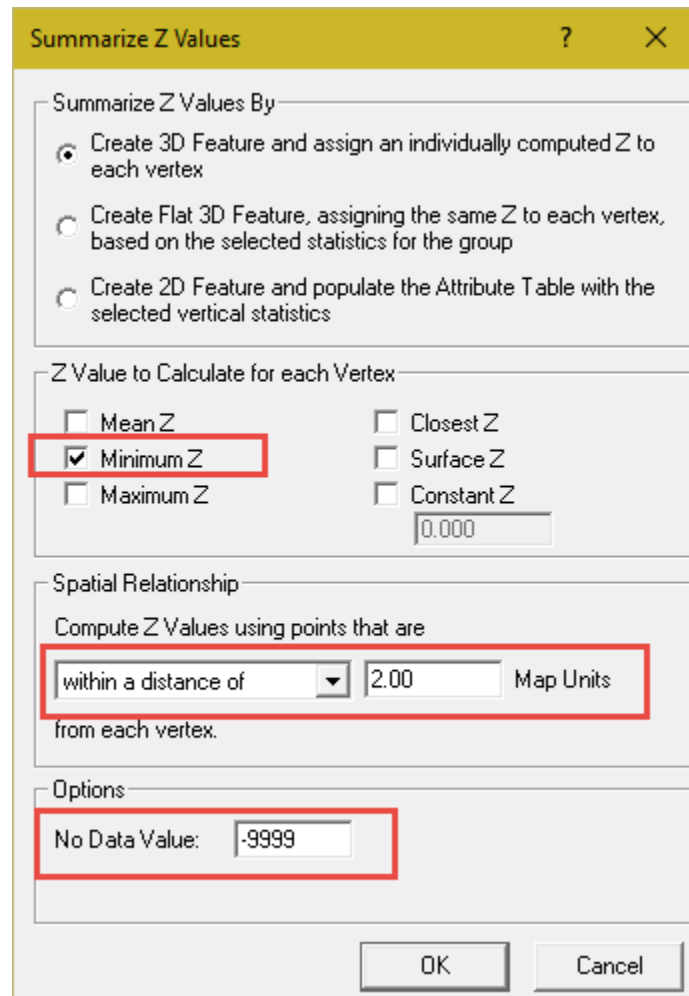 Summarize Z Values ? ×
Summarize Z Values By
Create 3D Feature and assign an individually computed Z to
each vertex
Create Flat 3D Feature, assigning the same Z to each vertex,
based on the selected statistics for the group
Create 2D Feature and populate the Attribute Table with the
selected vertical statistics
Z Value to Calculate for each Vertex
Mean Z Closest Z
Minimum Z Surface Z
Maximum Z Constant Z
0.000
Spatial Relationship
Compute Z Values using points that are
within a distance of 2.00 Map Units
from each vertex.
Options
No Data Value: -9999
OK Cancel